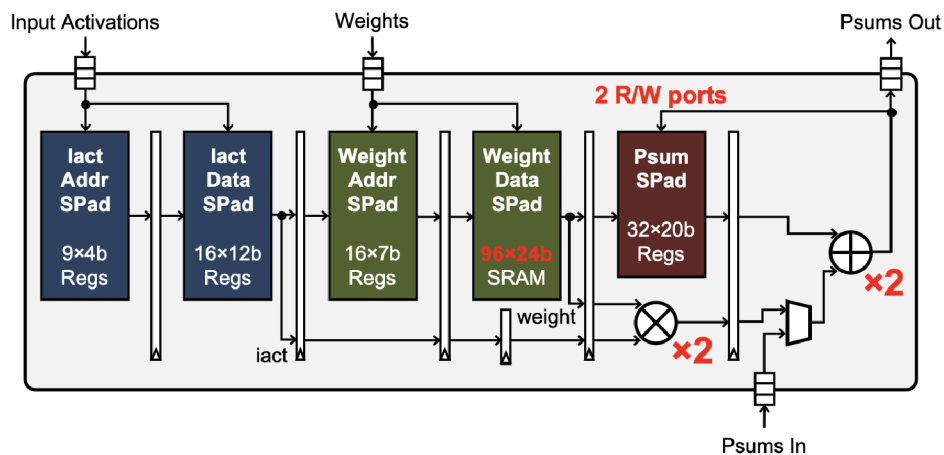 Input Activations
Weights
Psums Out
2 R/W ports
Iact
Addr
SPad
9×4b
Regs
Iact
Data
SPad
16×12b
Regs
Weight
Addr
SPad
16×7b
Regs
Weight
Data
SPad
96×24b
SRAM
Psum
SPad
32×20b
Regs
×2
weight
iact
×2
Psums In